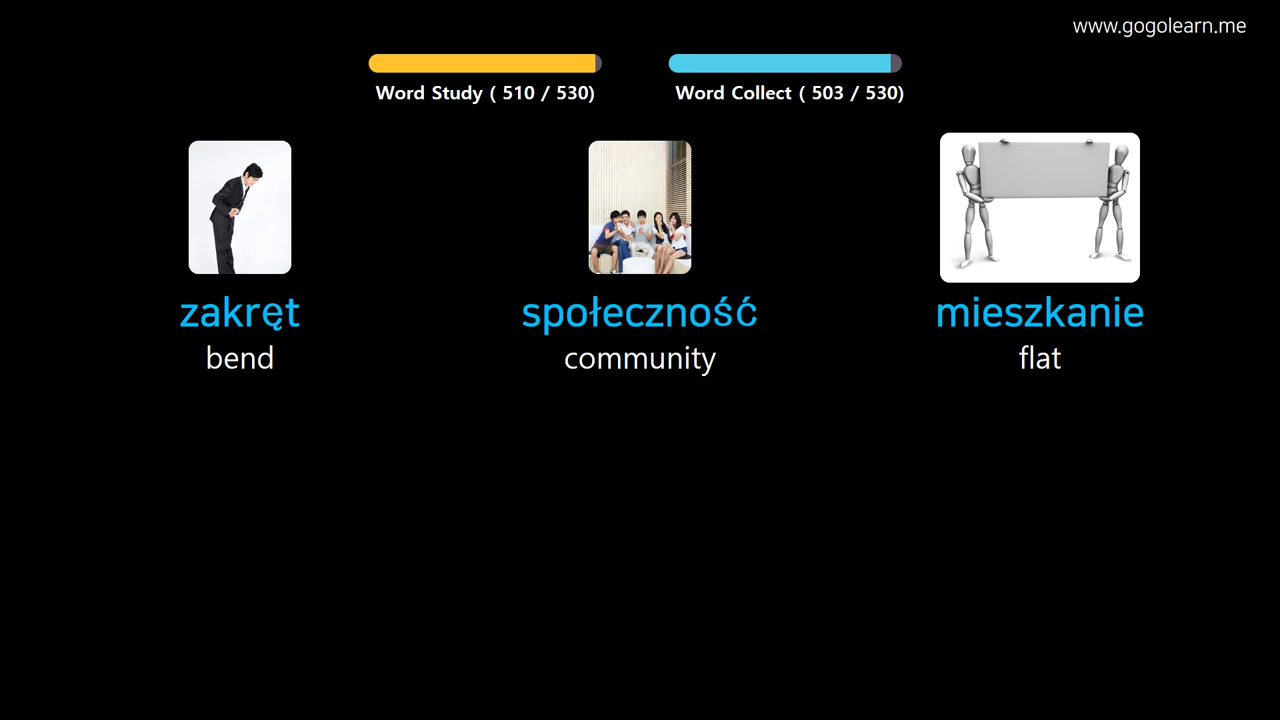 www.gogolearn.me
Word Study ( 510 / 530)
Word Collect ( 503 / 530)
zakręt
społeczność
mieszkanie
bend
community
flat